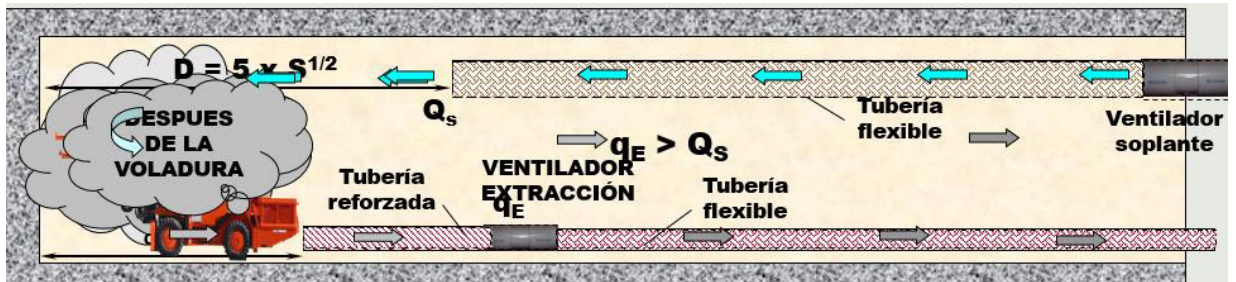 D = 5 x S1/2
DESPUES
DE LA
VOLADURA
Qs
Tubería
flexible
Ventilador
soplante
qE > Qs
Tubería
reforzada
VENTILADOR
EXTRACCIÓN
qE
Tubería
flexible